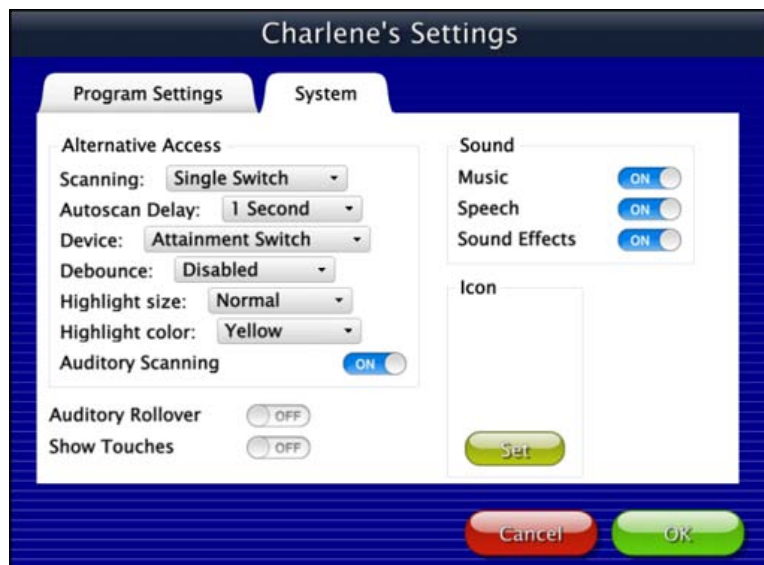 Charlene's Settings
Program Settings
System
Alternative Access
Scanning: Single Switch
Autoscan Delay: 1 Second
Device: Attainment Switch
Debounce: Disabled
Highlight size: Normal
Highlight color: Yellow
Auditory Scanning ON
Auditory Rollover OFF
Show Touches OFF
Sound
Music ON
Speech ON
Sound Effects ON
Icon
Set
Cancel
OK